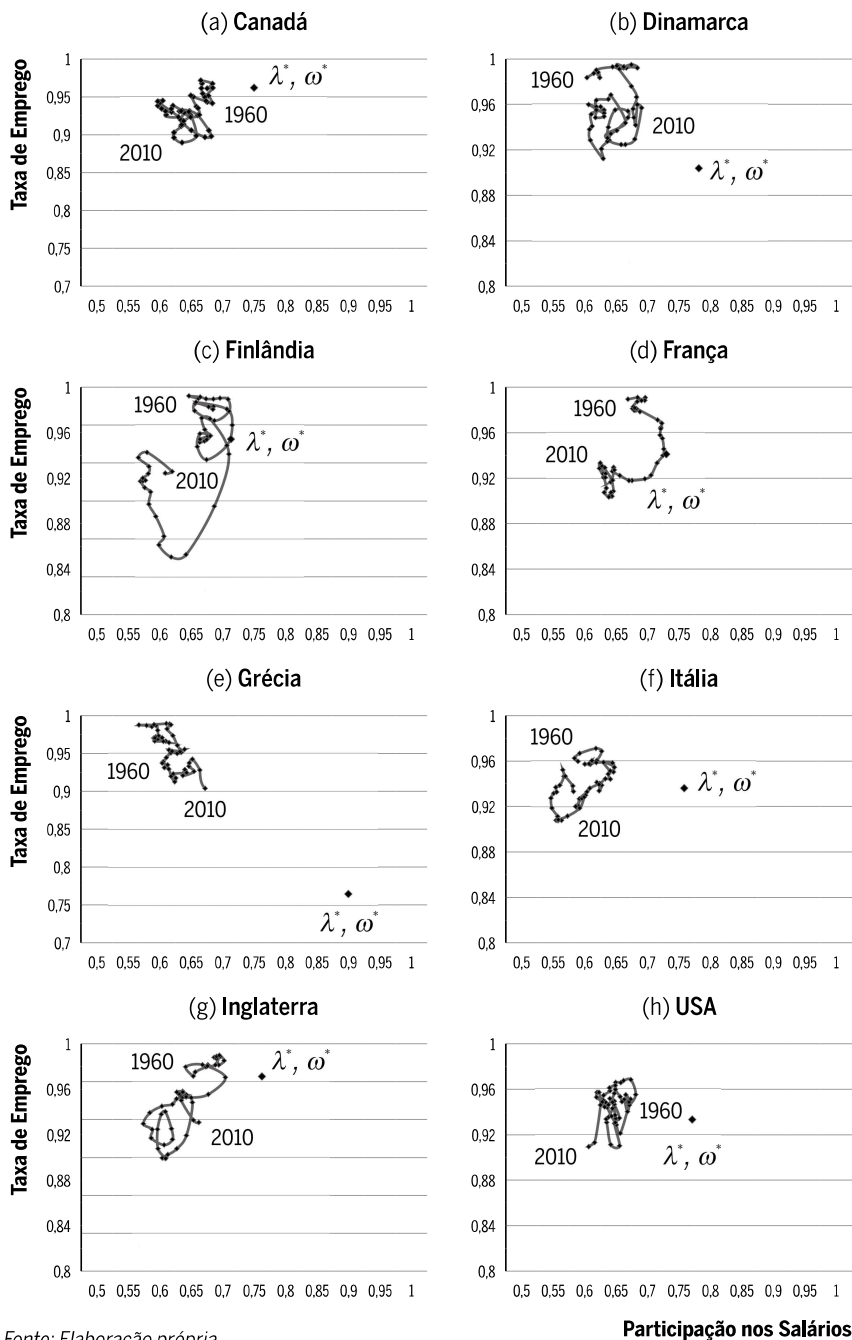 (a) Canadá
Taxa de Emprego
1
0,95
0,9
0,85
0,8
0,75
0,7
λ*, ω*
1960
2010
0,5 0,55 0,6 0,65 0,7 0,75 0,8 0,85 0,9 0,95 1
(b) Dinamarca
1
0,96
0,92
0,84
0,8
1960
2010
λ*, ω*
0,5 0,55 0,6 0,65 0,7 0,75 0,8 0,85 0,9 0,95 1
(c) Finlândia
Taxa de Emprego
1
0,96
0,92
0,88
0,84
0,8
1960
λ*, ω*
2010
0,5 0,55 0,6 0,65 0,7 0,75 0,8 0,85 0,9 0,95 1
(d) França
1
0,96
0,92
0,88
0,84
0,8
1960
2010
λ*, ω*
0,5 0,55 0,6 0,65 0,7 0,75 0,8 0,85 0,9 0,95 1
(e) Grécia
Taxa de Emprego
1
0,95
0,9
0,85
0,8
0,75
0,7
1960
2010
λ*, ω*
0,5 0,55 0,6 0,65 0,7 0,75 0,8 0,85 0,9 0,95 1
(f) Itália
1
0,96
0,92
0,88
0,84
0,8
1960
λ*, ω*
2010
0,5 0,55 0,6 0,65 0,7 0,75 0,8 0,85 0,9 0,95 1
(g) Inglaterra
Taxa de Emprego
1
0,96
0,92
0,88
0,84
0,8
1960
λ*, ω*
2010
0,5 0,55 0,6 0,65 0,7 0,75 0,8 0,85 0,9 0,95 1
(h) USA
1
0,96
0,92
0,88
0,84
0,8
1960
2010
λ*, ω*
0,5 0,55 0,6 0,65 0,7 0,75 0,8 0,85 0,9 0,95 1
Participação nos Salários
Fonte: Elaboração própria